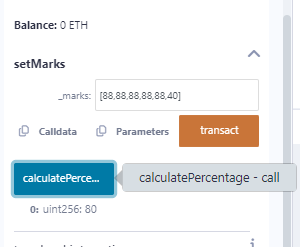 Balance: 0 ETH
setMarks
_marks: [88,88,88,88,88,40]
Calldata Parameters transact
calculatePerce... calculatePercentage - call
0: uint256: 80